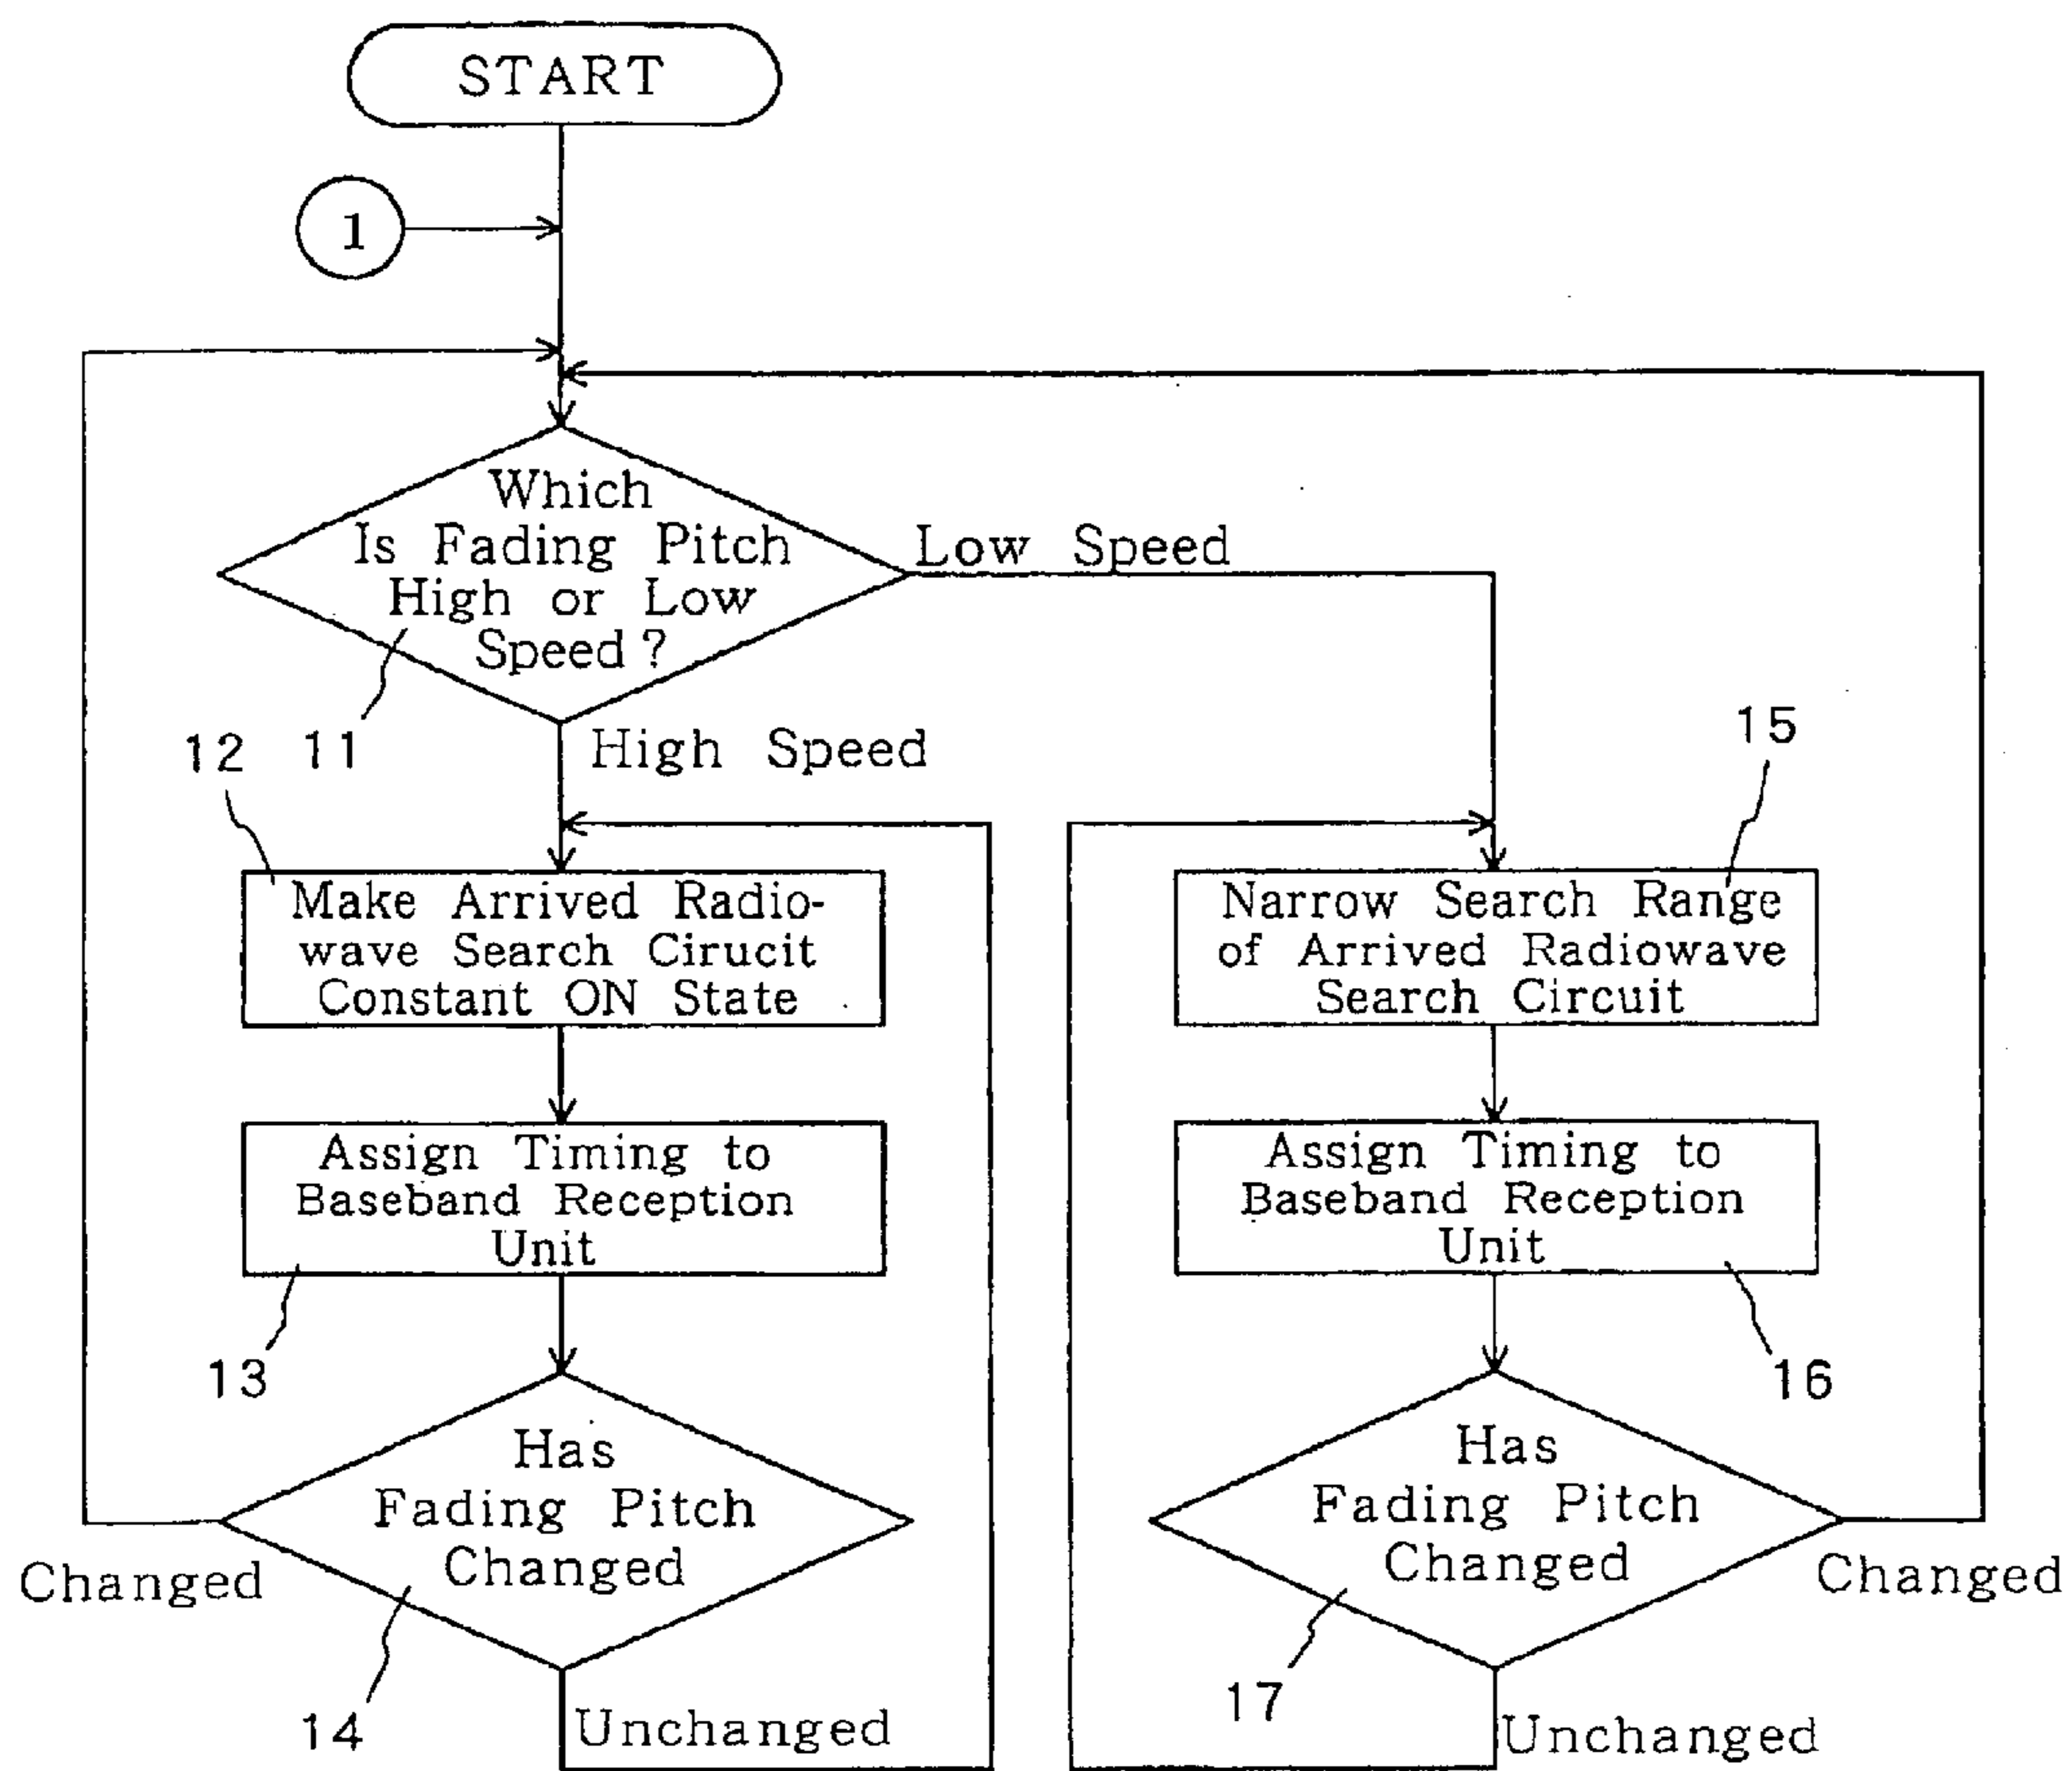 START
1
Which
Is Fading Pitch
High or Low
Speed?
Low Speed
11
High Speed
12
15
Make Arrived Radio-
wave Search Cirucit
Constant ON State
Narrow Search Range
of Arrived Radiowave
Search Circuit
Assign Timing to
Baseband Reception
Unit
13
Assign Timing to
Baseband Reception
Unit
16
Has
Fading Pitch
Changed
Changed
14
Unchanged
Has
Fading Pitch
Changed
Changed
17
Unchanged